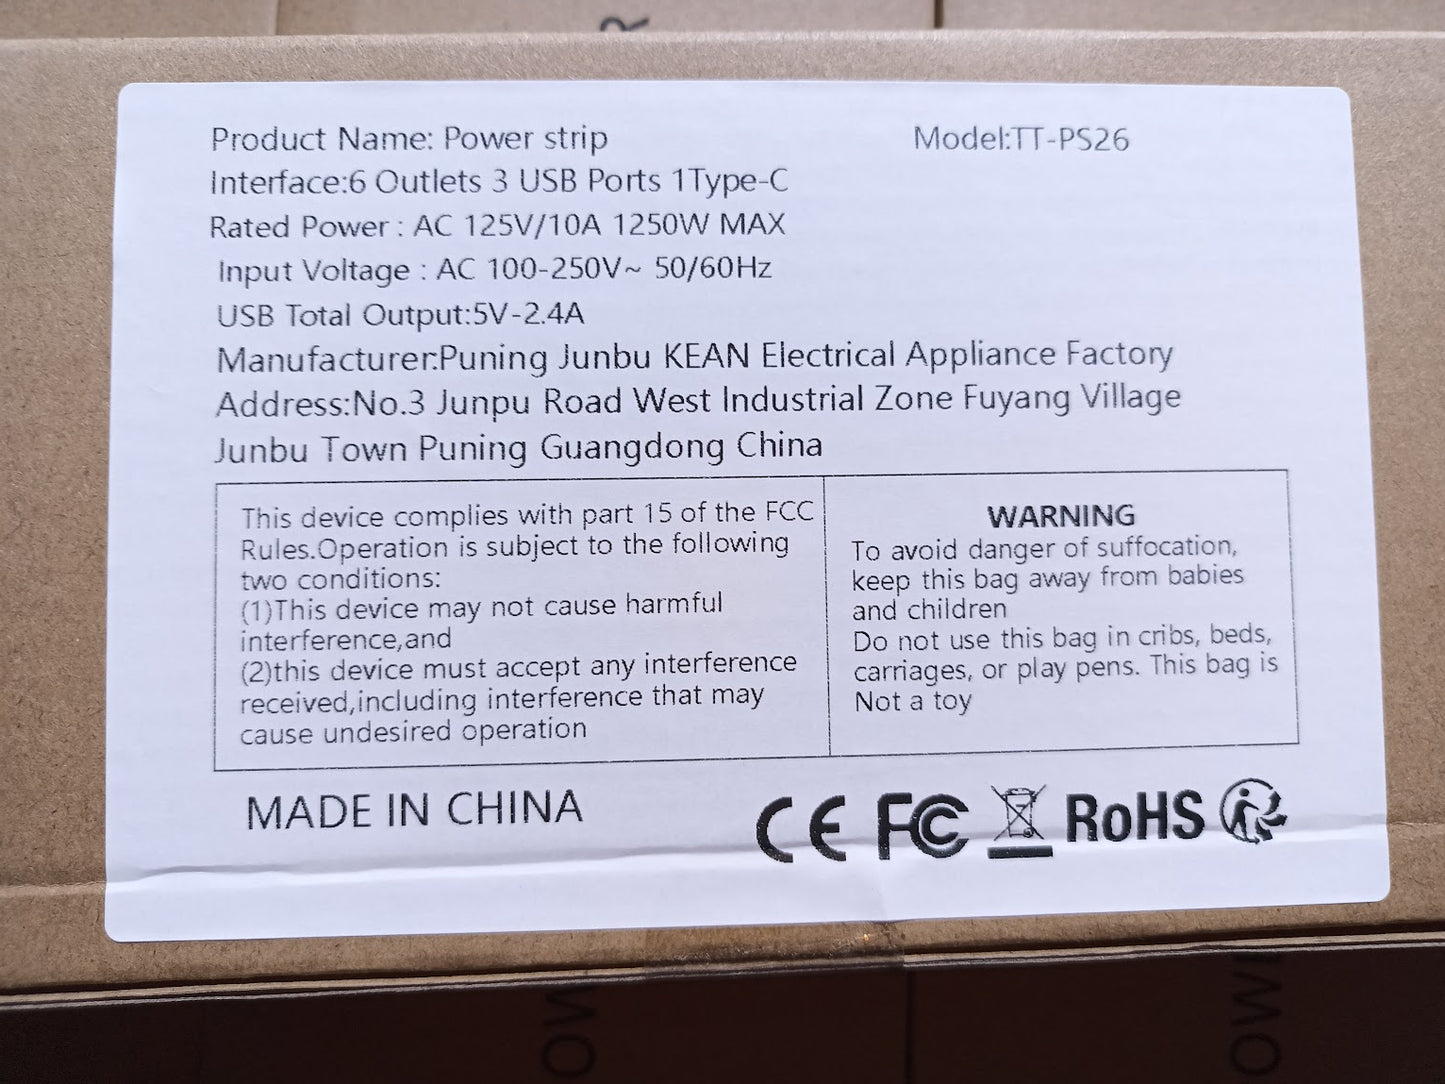 R
Product Name: Power strip
Model:TT-PS26
Interface:6 Outlets 3 USB Ports 1Type-C
Rated Power : AC 125V/10A 1250W MAX
Input Voltage : AC 100-250V~ 50/60Hz
USB Total Output:5V-2.4A
Manufacturer:Puning Junbu KEAN Electrical Appliance Factory
Address:No.3 Junpu Road West Industrial Zone Fuyang Village
Junbu Town Puning Guangdong China
This device complies with part 15 of the FCC
Rules.Operation is subject to the following
two conditions:
(1)This device may not cause harmful
interference,and
(2)this device must accept any interference
received,including interference that may
cause undesired operation
WARNING
To avoid danger of suffocation,
keep this bag away from babies
and children
Do not use this bag in cribs, beds,
carriages, or play pens. This bag is
Not a toy
MADE IN CHINA
CE FC RoHS